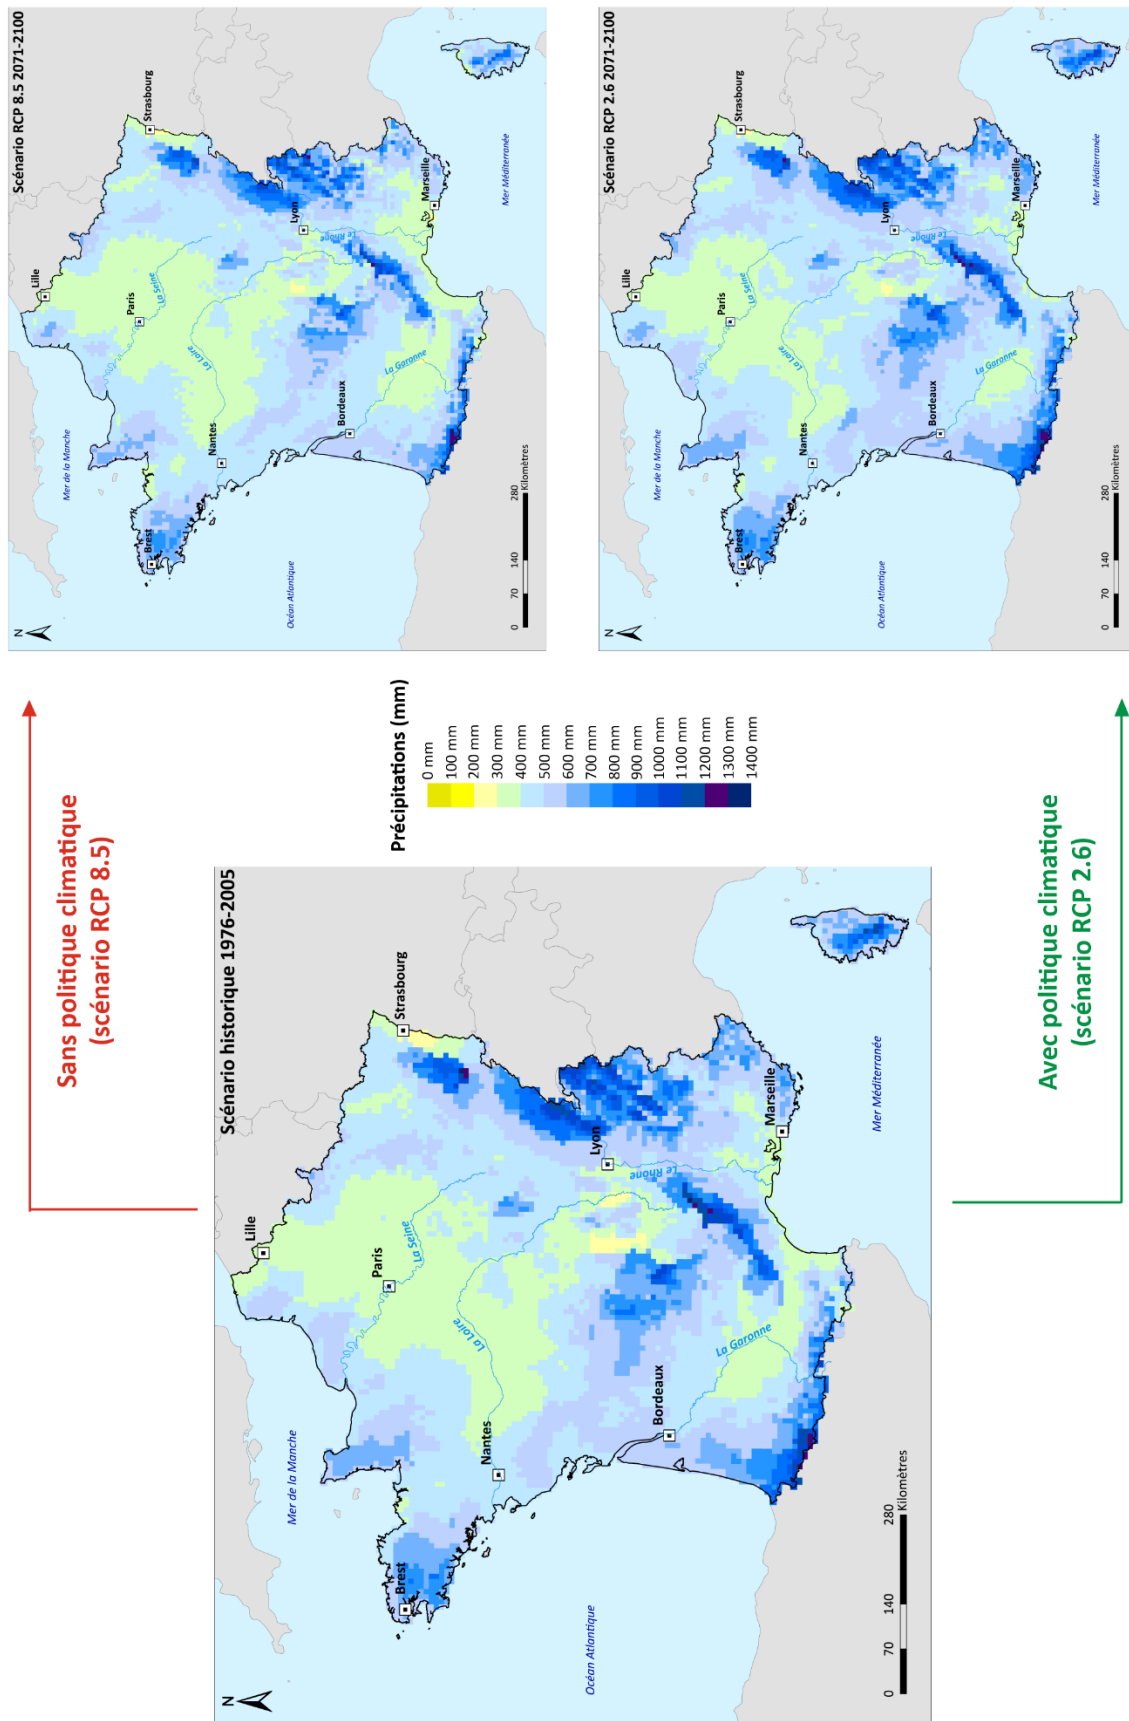 Sans politique climatique
(scénario RCP 8.5)
Avec politique climatique
(scénario RCP 2.6)
Scénario historique 1976-2005
N
Mer de la Manche
Océan Atlantique
Mer Méditerranée
Lille
Paris
Strasbourg
Brest
Nantes
Lyon
Bordeaux
Marseille
La Seine
La Loire
Le Rhône
La Garonne
0 70 140 280
Kilomètres
Précipitations (mm)
0 mm
100 mm
200 mm
300 mm
400 mm
500 mm
600 mm
700 mm
800 mm
900 mm
1000 mm
1100 mm
1200 mm
1300 mm
1400 mm
Scénario RCP 8.5 2071-2100
N
Mer de la Manche
Océan Atlantique
Mer Méditerranée
Lille
Paris
Strasbourg
Brest
Nantes
Lyon
Bordeaux
Marseille
La Seine
La Loire
Le Rhône
La Garonne
0 70 140 280
Kilomètres
Scénario RCP 2.6 2071-2100
N
Mer de la Manche
Océan Atlantique
Mer Méditerranée
Lille
Paris
Strasbourg
Brest
Nantes
Lyon
Bordeaux
Marseille
La Seine
La Loire
Le Rhône
La Garonne
0 70 140 280
Kilomètres